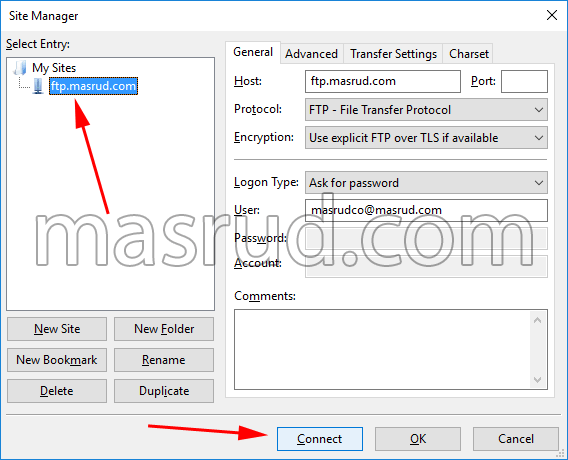 Site Manager
Select Entry:
My Sites
ftp.masrud.com
New Site
New Folder
New Bookmark
Rename
Delete
Duplicate
General
Advanced
Transfer Settings
Charset
Host:
ftp.masrud.com
Port:
Protocol:
FTP - File Transfer Protocol
Encryption:
Use explicit FTP over TLS if available
Logon Type:
Ask for password
User:
masrudco@masrud.com
Password:
Account:
Comments:
masrud.com
Connect
OK
Cancel